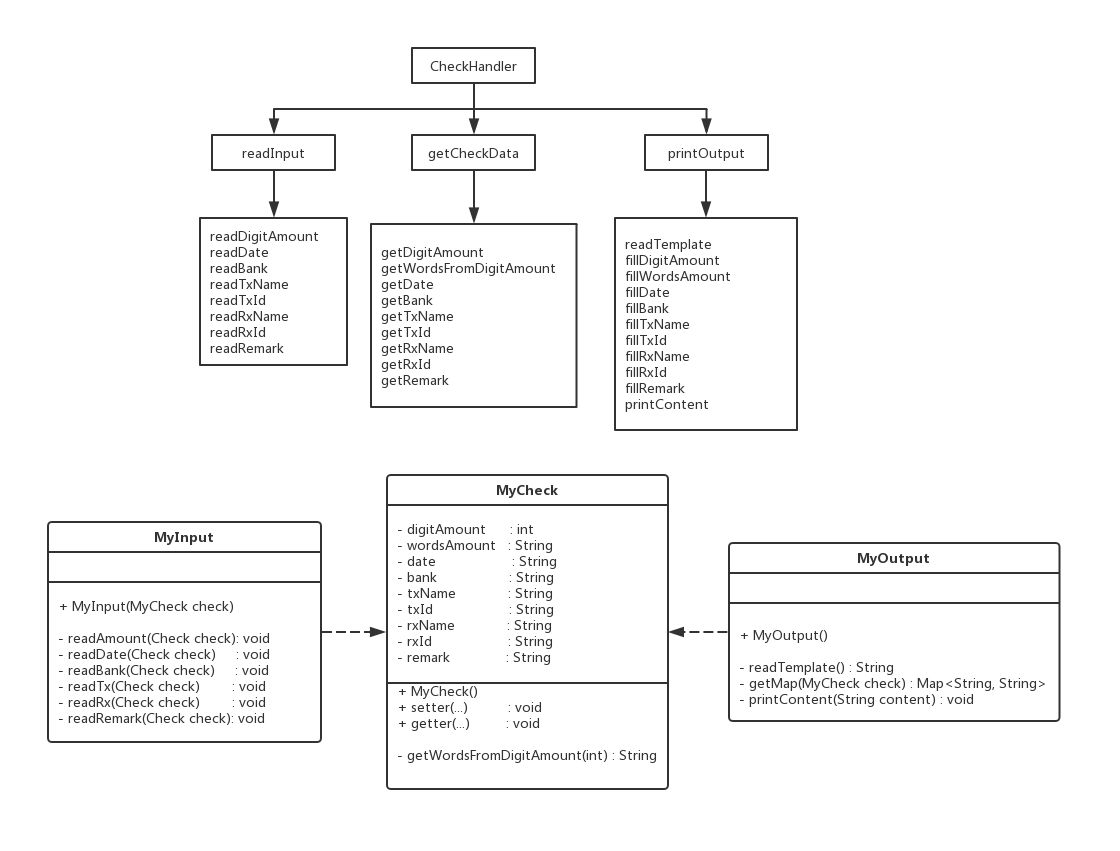 CheckHandler
readInput
getCheckData
printOutput
readDigitAmount
readDate
readBank
readTxName
readTxId
readRxName
readRxId
readRemark
getDigitAmount
getWordsFromDigitAmount
getDate
getBank
getTxName
getTxId
getRxName
getRxId
getRemark
readTemplate
fillDigitAmount
fillWordsAmount
fillDate
fillBank
fillTxName
fillTxId
fillRxName
fillRxId
fillRemark
printContent
MyInput
+ MyInput(MyCheck check)
- readAmount(Check check): void
- readDate(Check check) : void
- readBank(Check check) : void
- readTx(Check check) : void
- readRx(Check check) : void
- readRemark(Check check): void
MyCheck
- digitAmount : int
- wordsAmount : String
- date : String
- bank : String
- txName : String
- txId : String
- rxName : String
- rxId : String
- remark : String
+ MyCheck()
+ setter(...) : void
+ getter(...) : void
- getWordsFromDigitAmount(int) : String
MyOutput
+ MyOutput()
- readTemplate() : String
- getMap(MyCheck check) : Map<String, String>
- printContent(String content) : void